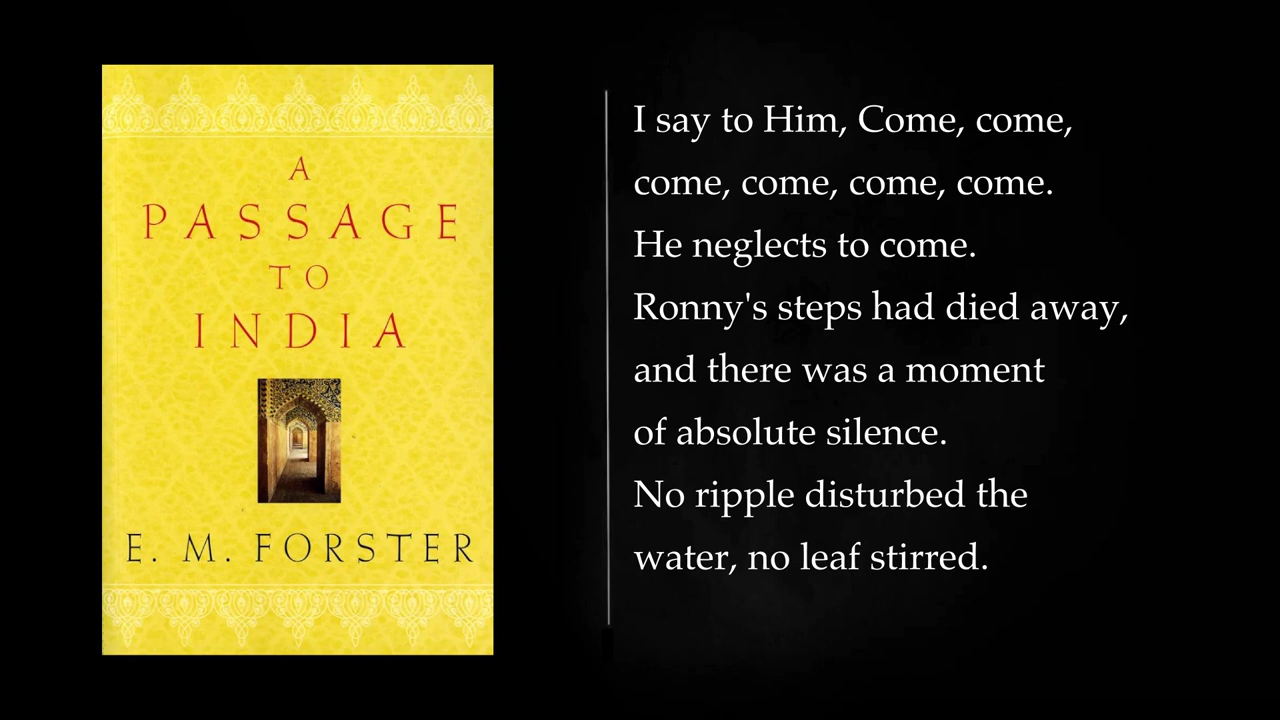 A
PASSAGE
TO
INDIA
E. M. FORSTER
I say to Him, Come, come,
come, come, come, come.
He neglects to come.
Ronny's steps had died away,
and there was a moment
of absolute silence.
No ripple disturbed the
water, no leaf stirred.